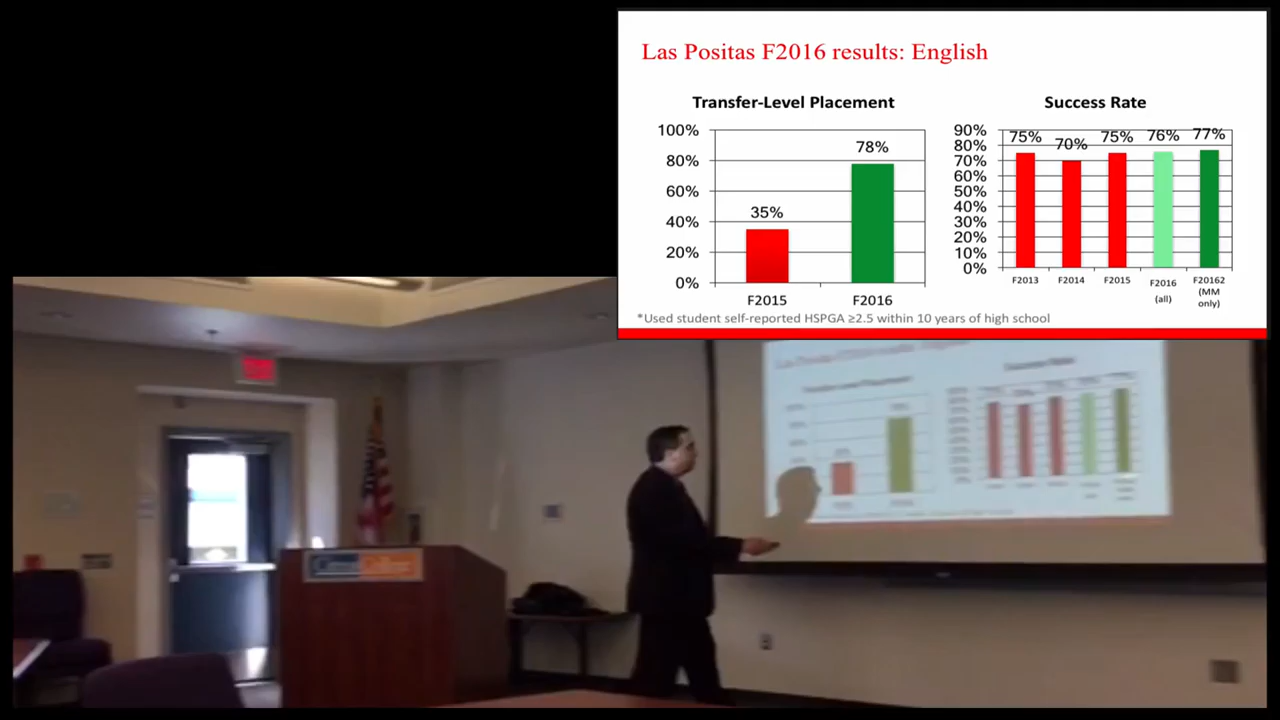 Las Positas F2016 results: English
Transfer-Level Placement
100%
80%
60%
40%
20%
0%
35%
78%
F2015
F2016
Success Rate
90%
80%
70%
60%
50%
40%
30%
20%
10%
0%
75%
70%
75%
76%
77%
F2013
F2014
F2015
F2016
(all)
F20162
(MM
only)
*Used student self-reported HSPGA ≥2.5 within 10 years of high school
College